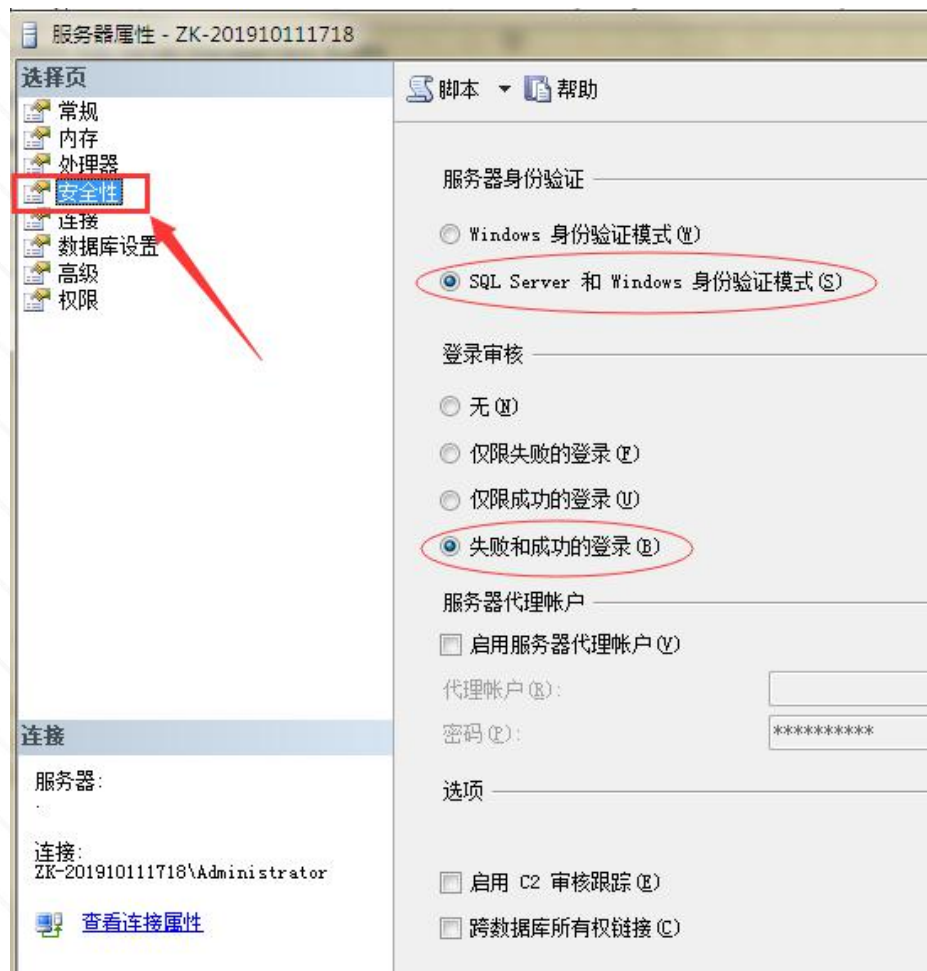 服务器属性 - ZK-201910111718
选择页
常规
内存
处理器
安全性
连接
数据库设置
高级
权限
脚本 帮助
服务器身份验证
Windows 身份验证模式(W)
SQL Server 和 Windows 身份验证模式(S)
登录审核
无(N)
仅限失败的登录(F)
仅限成功的登录(U)
失败和成功的登录(B)
服务器代理帐户
启用服务器代理帐户(V)
代理帐户(R):
密码(P):
**********
选项
启用 C2 审核跟踪(E)
跨数据库所有权链接(C)
连接
服务器:
.
连接:
ZK-201910111718\Administrator
查看连接属性